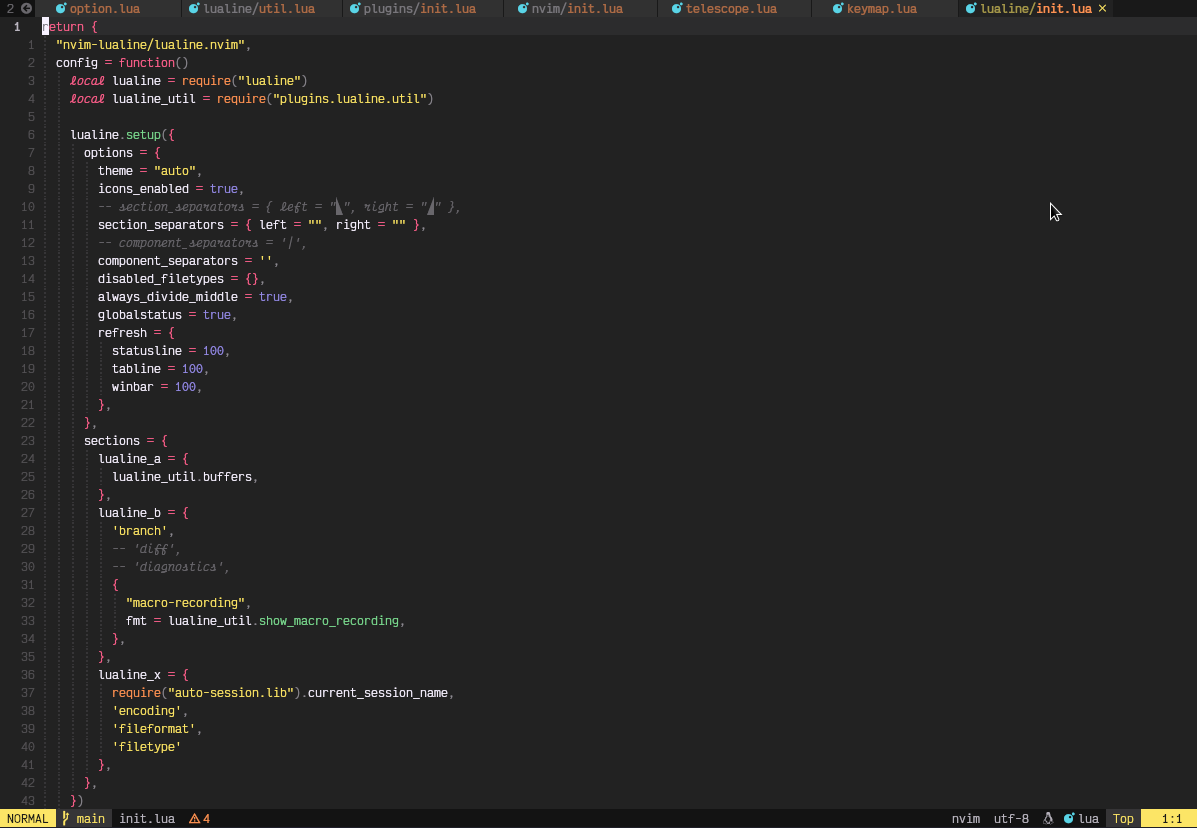 2 option.lua lualine/util.lua plugins/init.lua nvim/init.lua telescope.lua keymap.lua lualine/init.lua ×
1 return {
1 "nvim-lualine/lualine.nvim",
2 config = function()
3 local lualine = require("lualine")
4 local lualine_util = require("plugins.lualine.util")
5
6 lualine.setup({
7 options = {
8 theme = "auto",
9 icons_enabled = true,
10 -- section_separators = { left = "", right = "" },
11 section_separators = { left = "", right = "" },
12 -- component_separators = '|',
13 component_separators = '',
14 disabled_filetypes = {},
15 always_divide_middle = true,
16 globalstatus = true,
17 refresh = {
18 statusline = 100,
19 tabline = 100,
20 winbar = 100,
21 },
22 },
23 sections = {
24 lualine_a = {
25 lualine_util.buffers,
26 },
27 lualine_b = {
28 'branch',
29 -- 'diff',
30 -- 'diagnostics',
31 {
32 "macro-recording",
33 fmt = lualine_util.show_macro_recording,
34 },
35 },
36 lualine_x = {
37 require("auto-session.lib").current_session_name,
38 'encoding',
39 'fileformat',
40 'filetype'
41 },
42 },
43 })
NORMAL main init.lua 4 nvim utf-8 lua Top 1:1